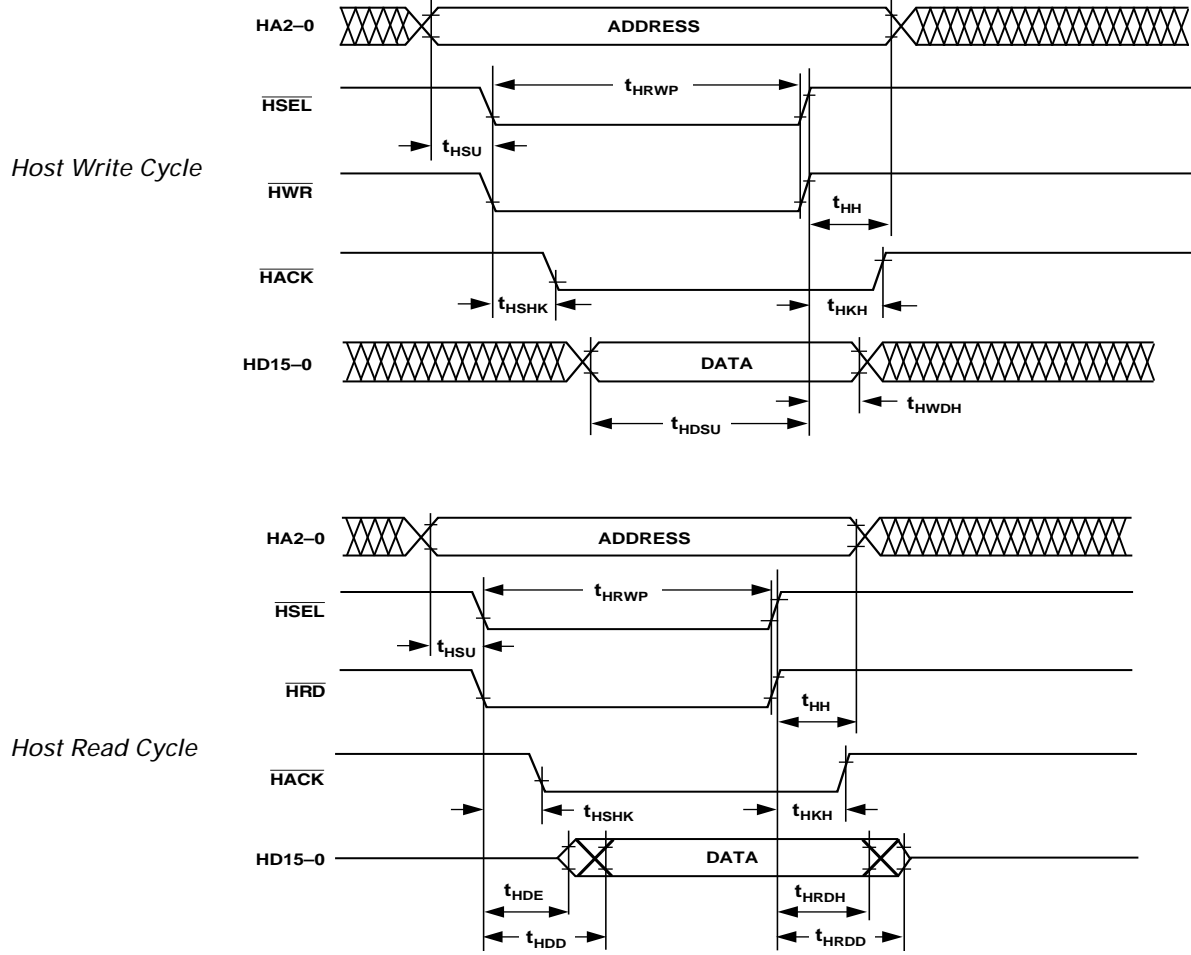 HA2–0
ADDRESS
tHRWP
HSEL
tHSU
Host Write Cycle
HWR
tHH
HACK
tHSHK
tHKH
HD15–0
DATA
tHWDH
tHDSU
HA2–0
ADDRESS
tHRWP
HSEL
tHSU
HRD
tHH
Host Read Cycle
HACK
tHSHK
tHKH
HD15–0
DATA
tHDE
tHRDH
tHDD
tHRDD